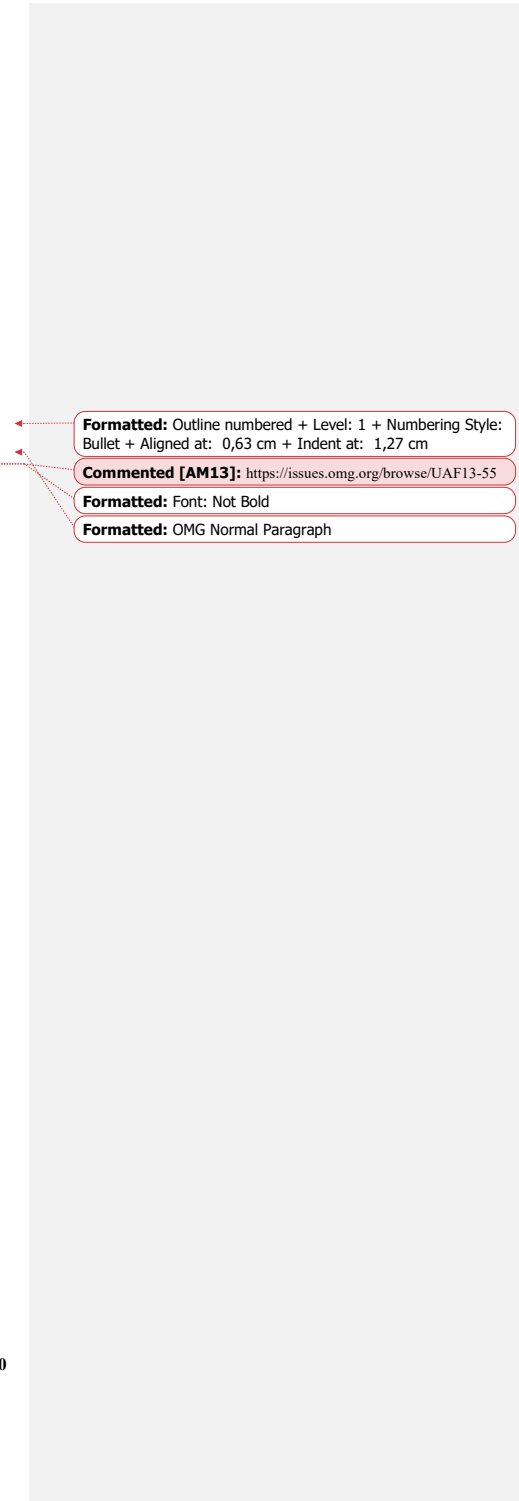 Formatted: Outline numbered + Level: 1 + Numbering Style:
Bullet + Aligned at:  0,63 cm + Indent at:  1,27 cm
Commented [AM13]: https://issues.omg.org/browse/UAF13-55
Formatted: Font: Not Bold
Formatted: OMG Normal Paragraph
0